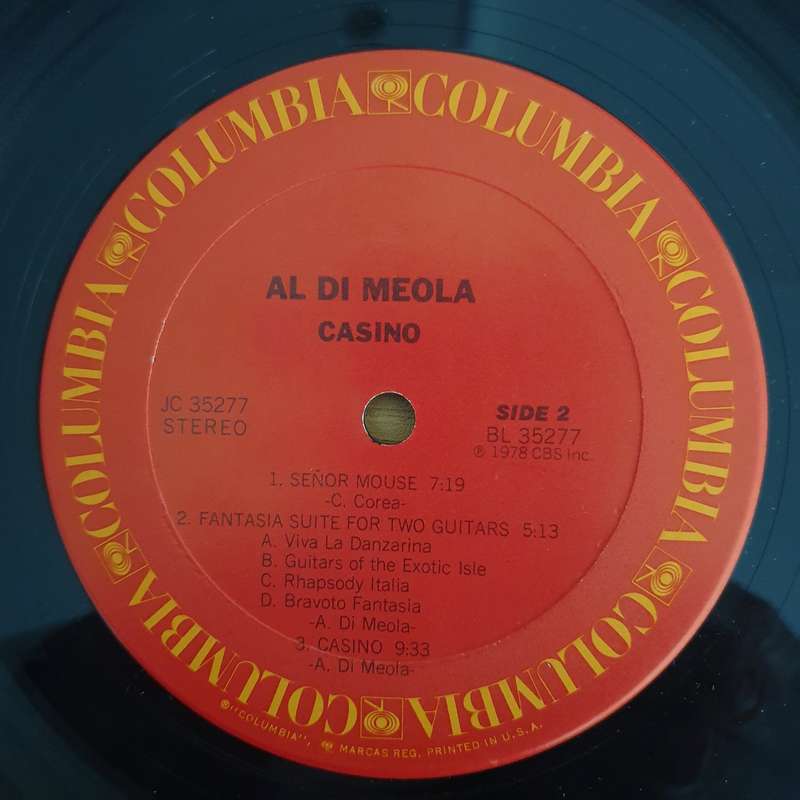 COLUMBIA COLUMBIA COLUMBIA COLUMBIA COLUMBIA COLUMBIA COLUMBIA COLUMBIA
AL DI MEOLA
CASINO
JC 35277
STEREO
SIDE 2
BL 35277
℗ 1978 CBS Inc.
1. SEÑOR MOUSE 7:19
-C. Corea-
2. FANTASIA SUITE FOR TWO GUITARS 5:13
A. Viva La Danzarina
B. Guitars of the Exotic Isle
C. Rhapsody Italia
D. Bravoto Fantasia
-A. Di Meola-
3. CASINO 9:33
-A. Di Meola-
®"COLUMBIA", MARCAS REG. PRINTED IN U.S.A.